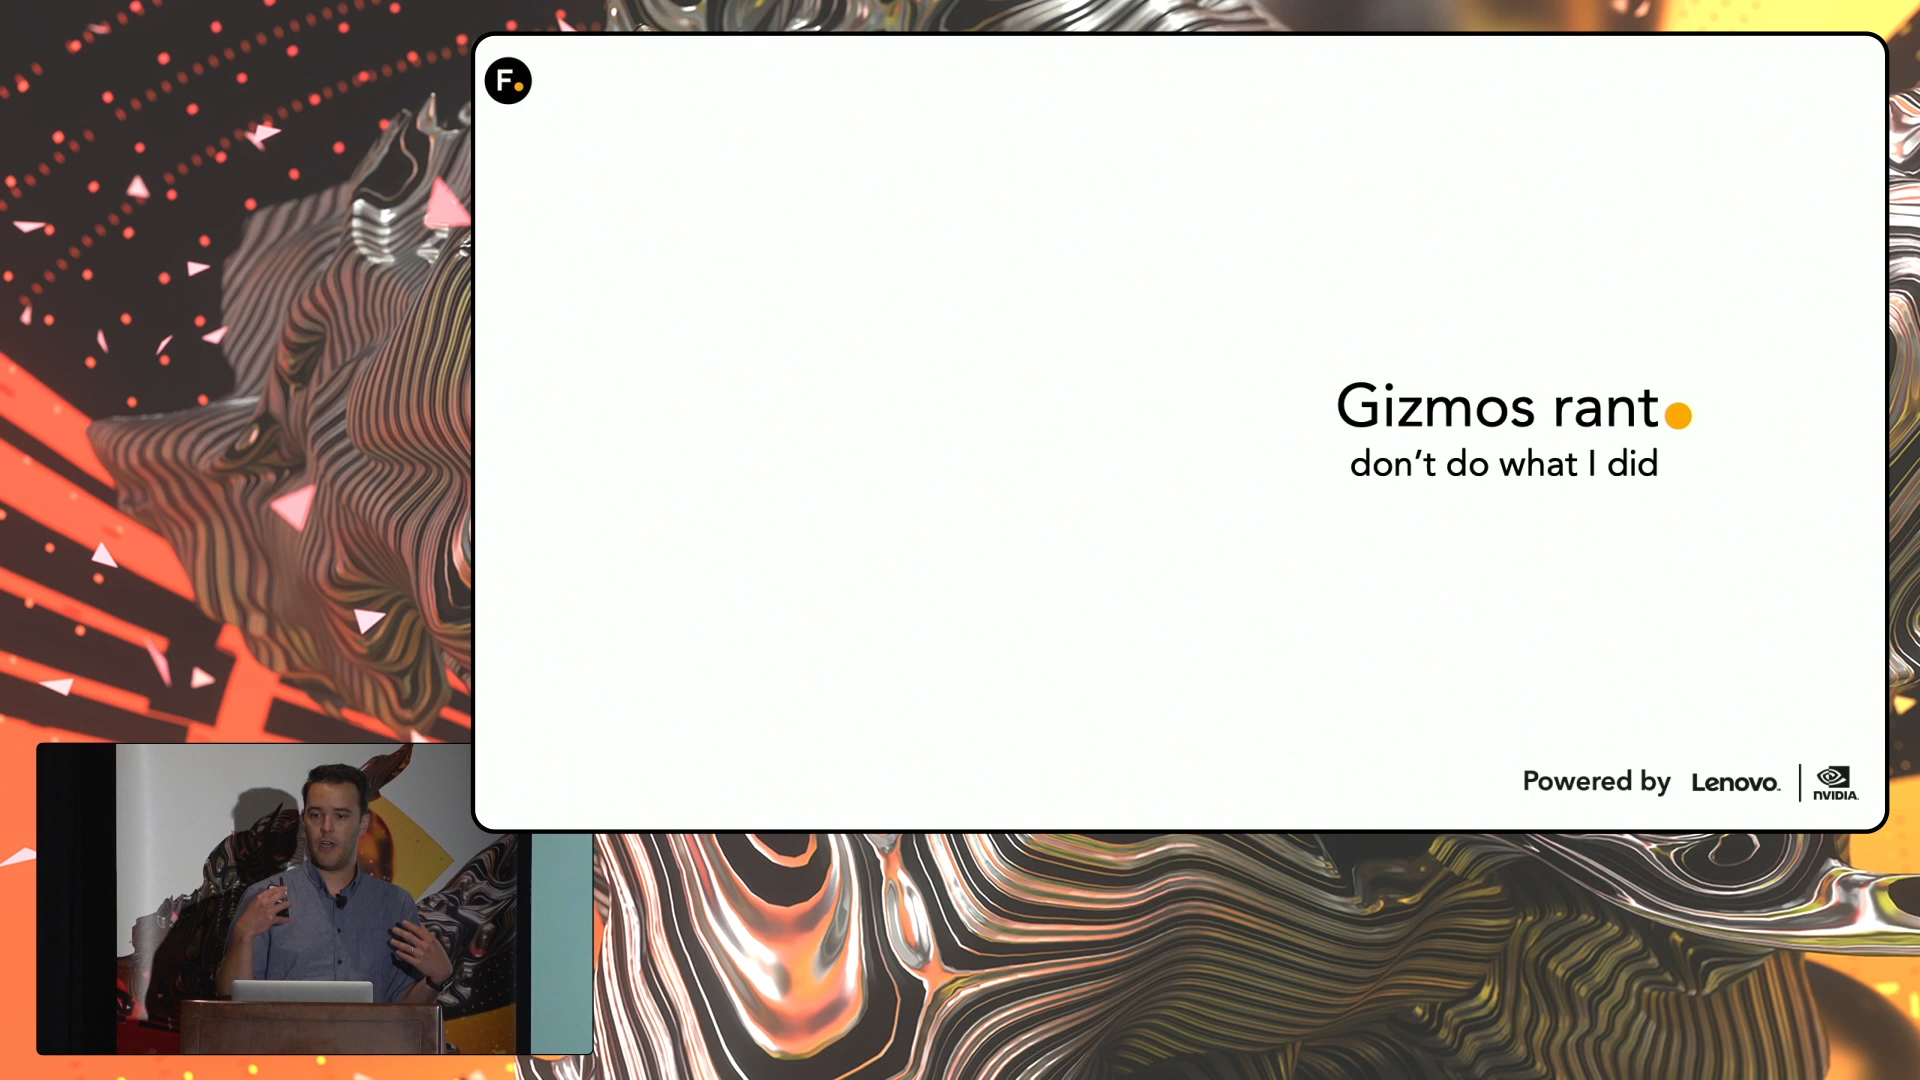 F.
Gizmos rant.
don’t do what I did
Powered by Lenovo. NVIDIA.